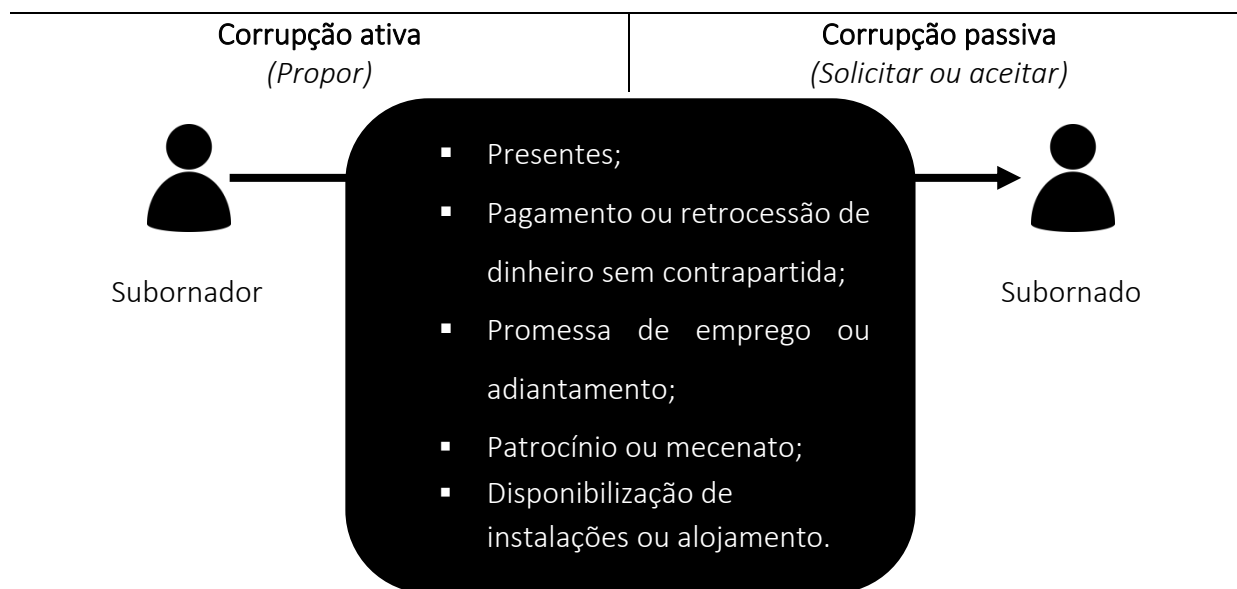 Corrupção ativa
(Propor)
Corrupção passiva
(Solicitar ou aceitar)
▪ Presentes;
▪ Pagamento ou retrocessão de
dinheiro sem contrapartida;
▪ Promessa de emprego ou
adiantamento;
▪ Patrocínio ou mecenato;
▪ Disponibilização de
instalações ou alojamento.
Subornador
Subornado